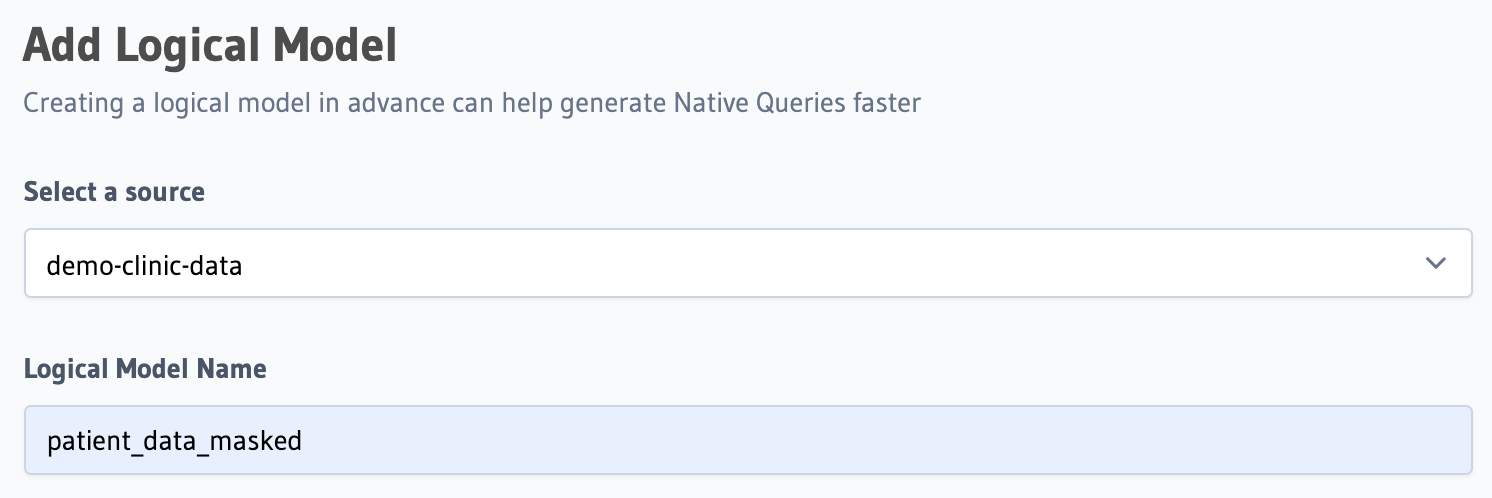 Add Logical Model
Creating a logical model in advance can help generate Native Queries faster
Select a source
demo-clinic-data
Logical Model Name
patient_data_masked